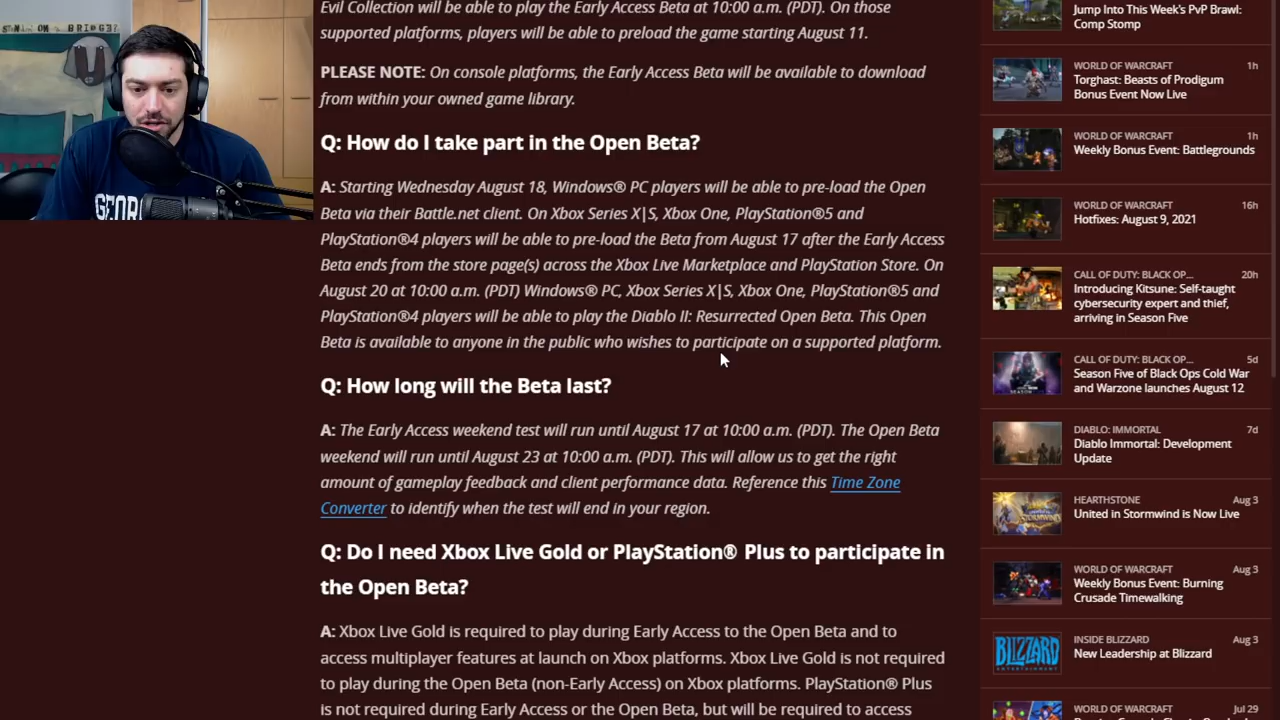 SONAR ON BRIDGE?
GEOR
Evil Collection will be able to play the Early Access Beta at 10:00 a.m. (PDT). On those
supported platforms, players will be able to preload the game starting August 11.
PLEASE NOTE: On console platforms, the Early Access Beta will be available to download
from within your owned game library.
Q: How do I take part in the Open Beta?
A: Starting Wednesday August 18, Windows® PC players will be able to pre-load the Open
Beta via their Battle.net client. On Xbox Series X|S, Xbox One, PlayStation®5 and
PlayStation®4 players will be able to pre-load the Beta from August 17 after the Early Access
Beta ends from the store page(s) across the Xbox Live Marketplace and PlayStation Store. On
August 20 at 10:00 a.m. (PDT) Windows® PC, Xbox Series X|S, Xbox One, PlayStation®5 and
PlayStation®4 players will be able to play the Diablo II: Resurrected Open Beta. This Open
Beta is available to anyone in the public who wishes to participate on a supported platform.
Q: How long will the Beta last?
A: The Early Access weekend test will run until August 17 at 10:00 a.m. (PDT). The Open Beta
weekend will run until August 23 at 10:00 a.m. (PDT). This will allow us to get the right
amount of gameplay feedback and client performance data. Reference this Time Zone
Converter to identify when the test will end in your region.
Q: Do I need Xbox Live Gold or PlayStation® Plus to participate in
the Open Beta?
A: Xbox Live Gold is required to play during Early Access to the Open Beta and to
access multiplayer features at launch on Xbox platforms. Xbox Live Gold is not required
to play during the Open Beta (non-Early Access) on Xbox platforms. PlayStation® Plus
is not required during Early Access or the Open Beta, but will be required to access
Jump Into This Week's PvP Brawl:
Comp Stomp
WORLD OF WARCRAFT 1h
Torghast: Beasts of Prodigum
Bonus Event Now Live
WORLD OF WARCRAFT 1h
Weekly Bonus Event: Battlegrounds
WORLD OF WARCRAFT 16h
Hotfixes: August 9, 2021
CALL OF DUTY: BLACK OP... 20h
Introducing Kitsune: Self-taught
cybersecurity expert and thief,
arriving in Season Five
CALL OF DUTY: BLACK OP... 5d
Season Five of Black Ops Cold War
and Warzone launches August 12
DIABLO: IMMORTAL 7d
Diablo Immortal: Development
Update
HEARTHSTONE Aug 3
United in Stormwind is Now Live
WORLD OF WARCRAFT Aug 3
Weekly Bonus Event: Burning
Crusade Timewalking
BLIZZARD
INSIDE BLIZZARD Aug 3
New Leadership at Blizzard
WORLD OF WARCRAFT Jul 29